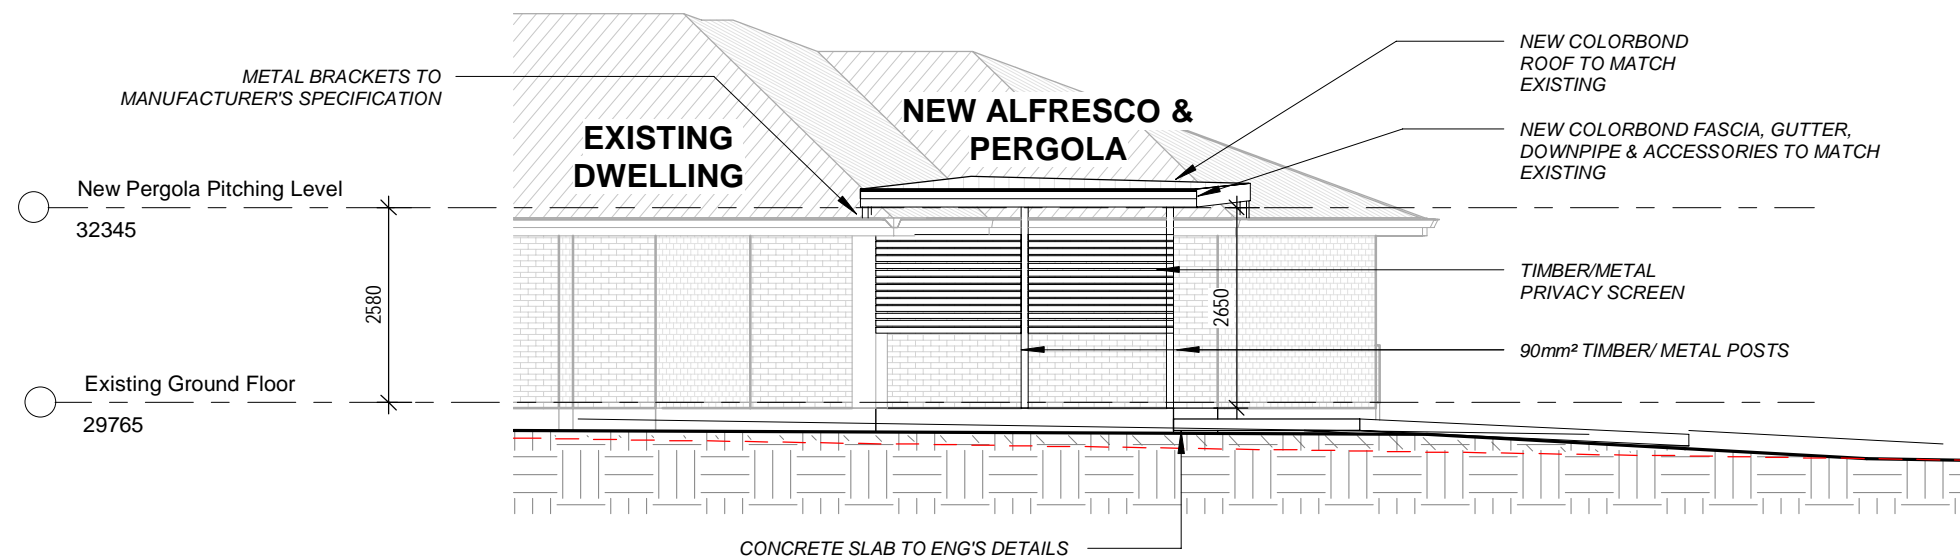 METAL BRACKETS TO
MANUFACTURER'S SPECIFICATION
EXISTING
DWELLING
NEW ALFRESCO &
PERGOLA
NEW COLORBOND
ROOF TO MATCH
EXISTING
NEW COLORBOND FASCIA, GUTTER,
DOWNPIPE & ACCESSORIES TO MATCH
EXISTING
New Pergola Pitching Level
32345
2580
2650
TIMBER/METAL
PRIVACY SCREEN
90mm² TIMBER/ METAL POSTS
Existing Ground Floor
29765
CONCRETE SLAB TO ENG'S DETAILS